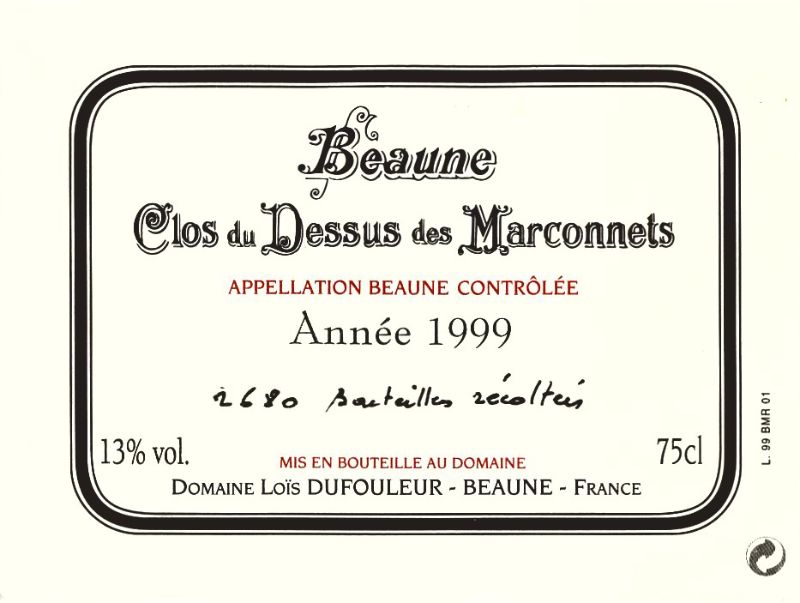 Beaune
Clos du Dessus des Marconnets
APPELLATION BEAUNE CONTRÔLÉE
Année 1999
2680 bouteilles récoltées
13% vol.
75cl
MIS EN BOUTEILLE AU DOMAINE
DOMAINE LOÏS DUFOULEUR - BEAUNE - FRANCE
L. 99 BMR 01